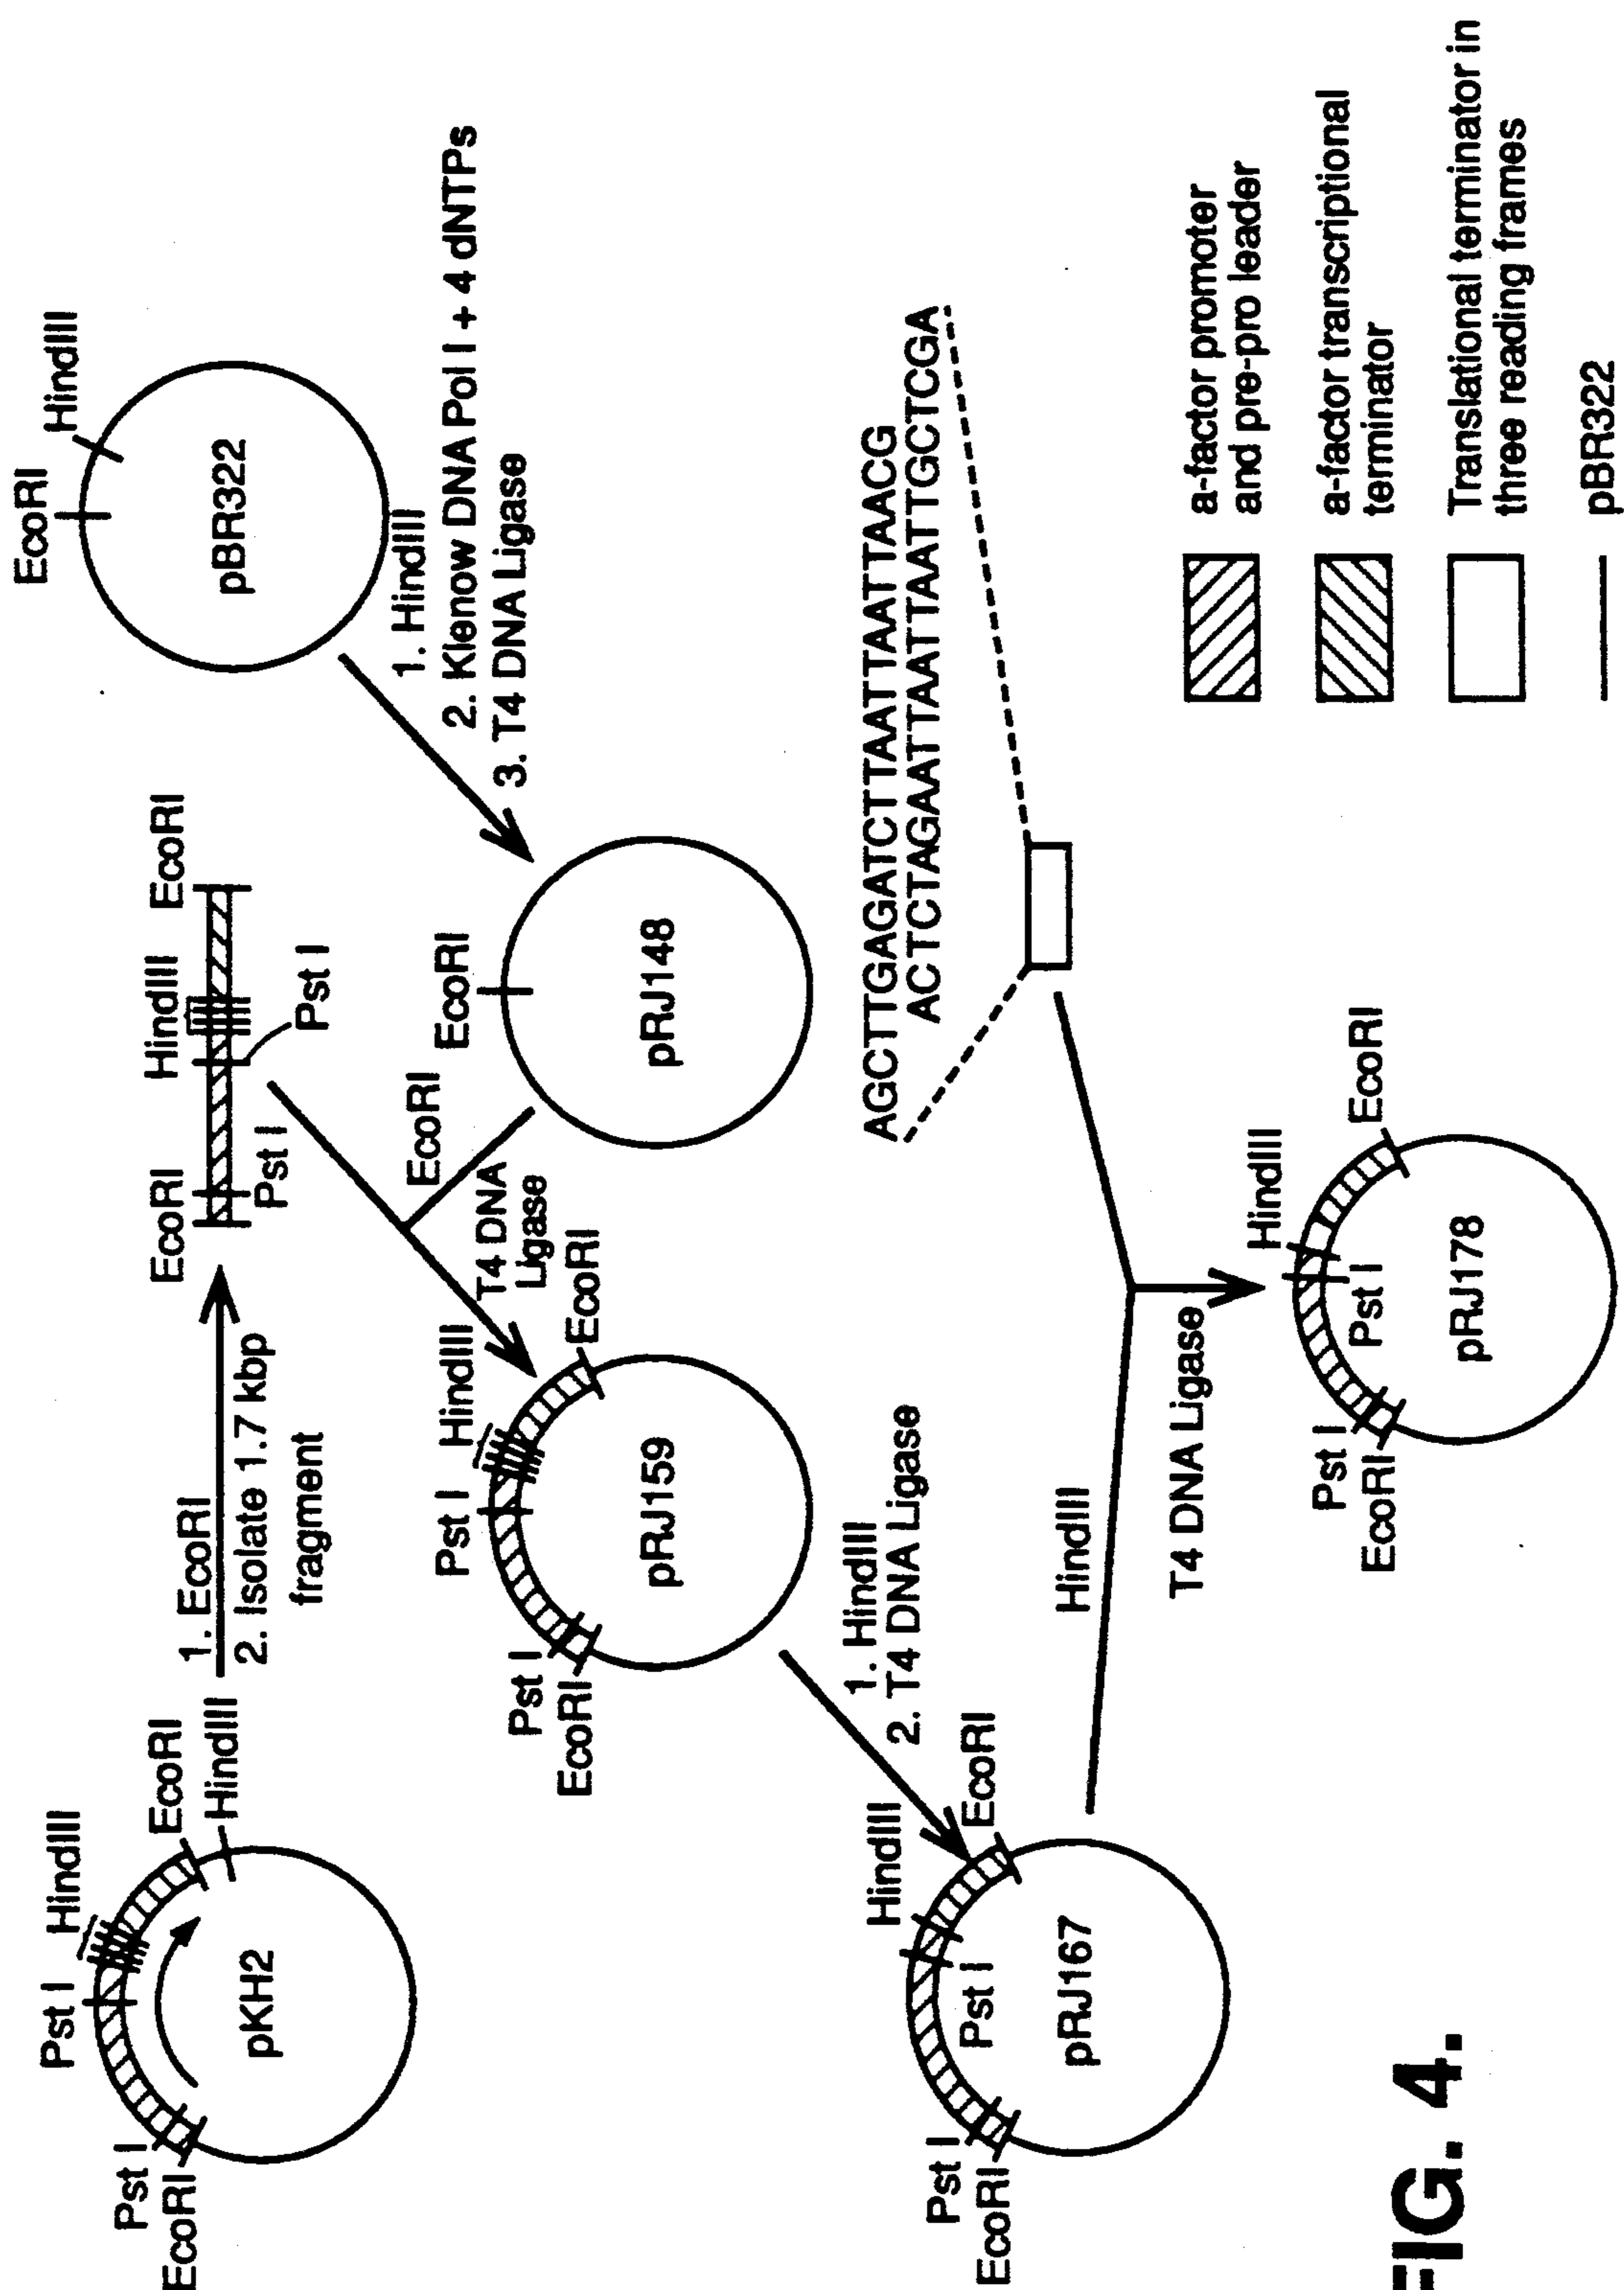 Pst I
HindIII
Pst I
EcoRI
EcoRI
HindIII
pKH2
1. EcoRI
2. Isolate 1.7 kbp
fragment
EcoRI
HindIII
EcoRI
Pst I
Pst I
EcoRI
HindIII
pBR322
1. HindIII
2. Klenow DNA Pol I + 4 dNTPs
3. T4 DNA Ligase
EcoRI
pRJ148
EcoRI
T4 DNA
Ligase
Pst I
HindIII
Pst I
EcoRI
EcoRI
pRJ159
1. HindIII
2. T4 DNA Ligase
HindIII
Pst I
EcoRI
EcoRI
Pst I
pRJ167
AGCTTGAGATCTTAATTAATTAACG
ACTCTAGAATTAATTAATTGCTCGA
HindIII
T4 DNA Ligase
HindIII
Pst I
EcoRI
EcoRI
Pst I
pRJ178
a-factor promoter
and pre-pro leader
a-factor transcriptional
terminator
Translational terminator in
three reading frames
pBR322
FIG. 4.